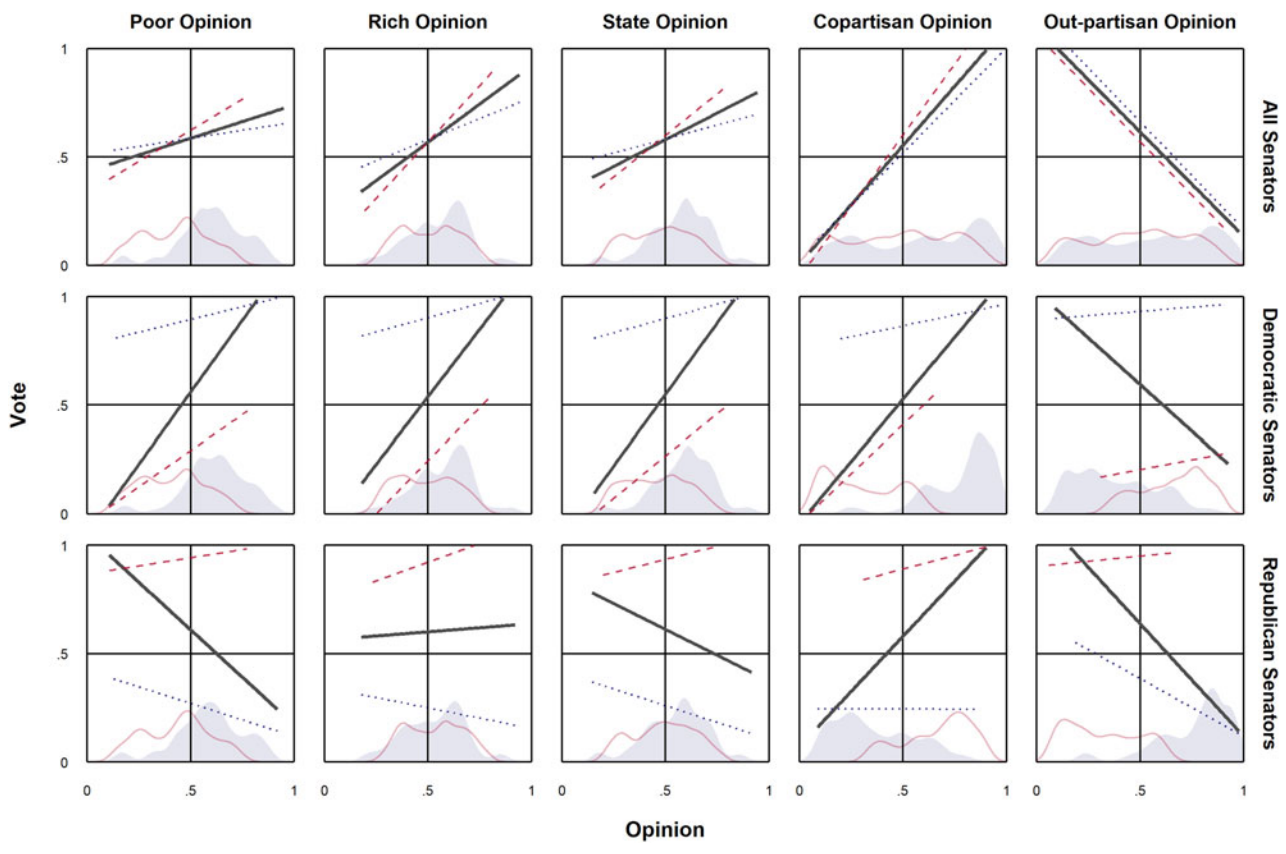 Poor Opinion
Rich Opinion
State Opinion
Copartisan Opinion
Out-partisan Opinion
1
.5
0
All Senators
1
.5
0
Democratic Senators
1
.5
0
Republican Senators
Vote
0 .5 1
0 .5 1
0 .5 1
0 .5 1
0 .5 1
Opinion